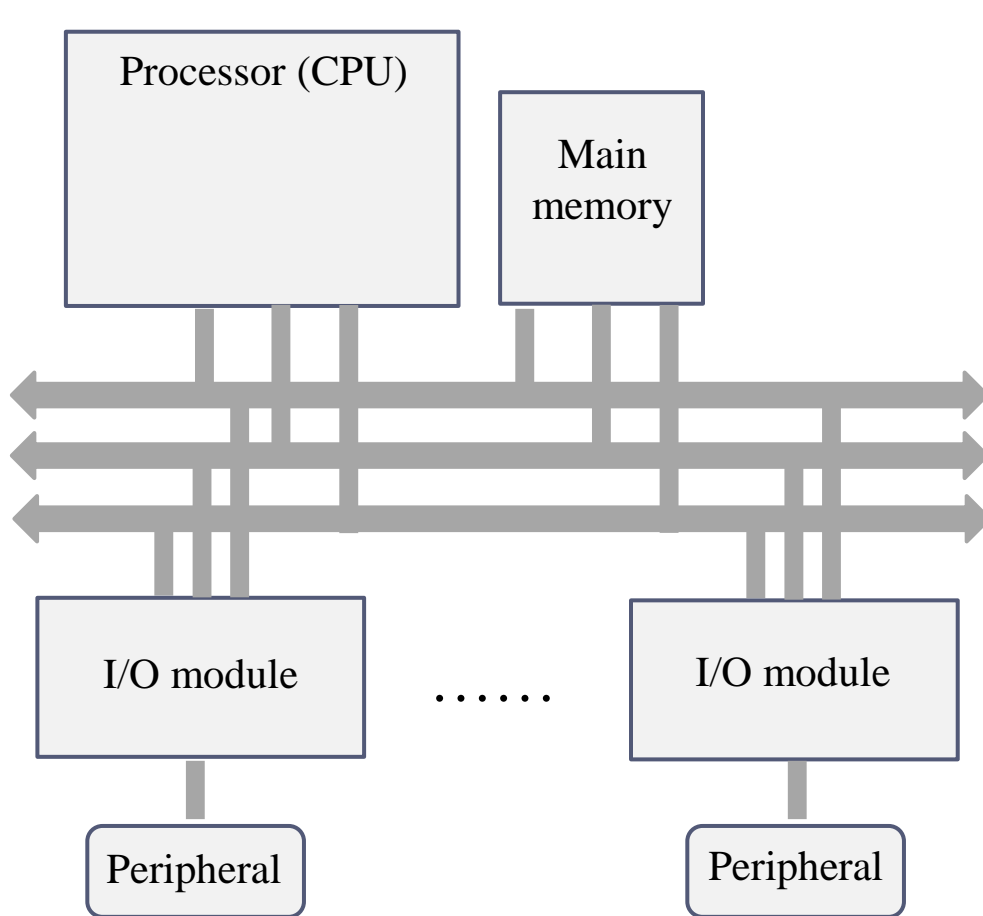 Processor (CPU)
Main
memory
I/O module
......
I/O module
Peripheral
Peripheral